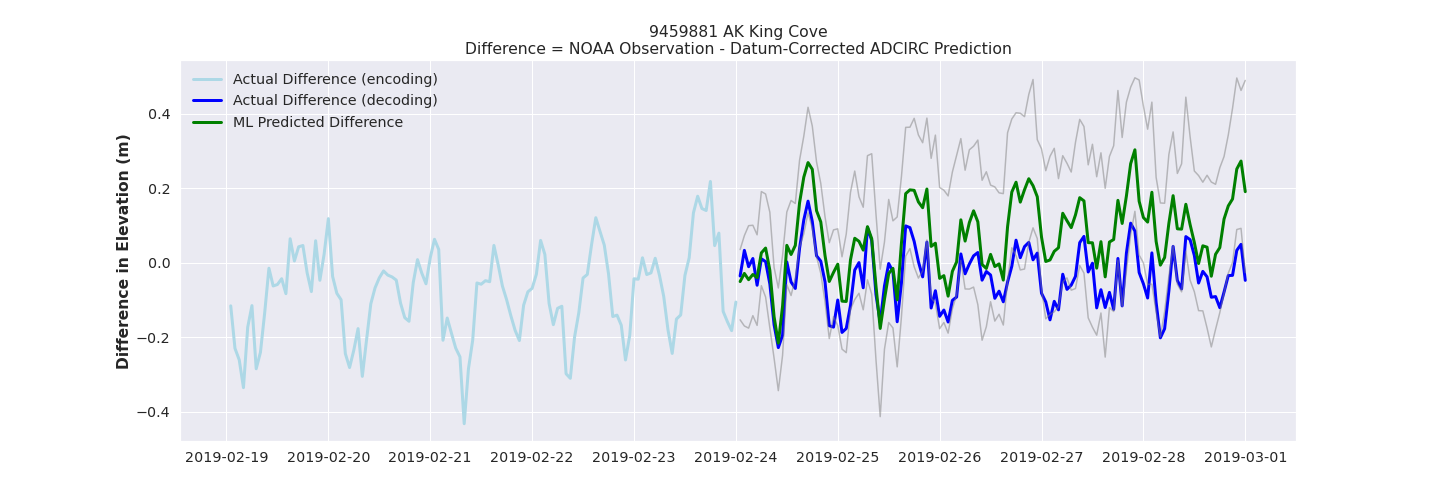 9459881 AK King Cove
Difference = NOAA Observation - Datum-Corrected ADCIRC Prediction
Actual Difference (encoding)
Actual Difference (decoding)
ML Predicted Difference
Difference in Elevation (m)
0.4
0.2
0.0
−0.2
−0.4
2019-02-19 2019-02-20 2019-02-21 2019-02-22 2019-02-23 2019-02-24 2019-02-25 2019-02-26 2019-02-27 2019-02-28 2019-03-01